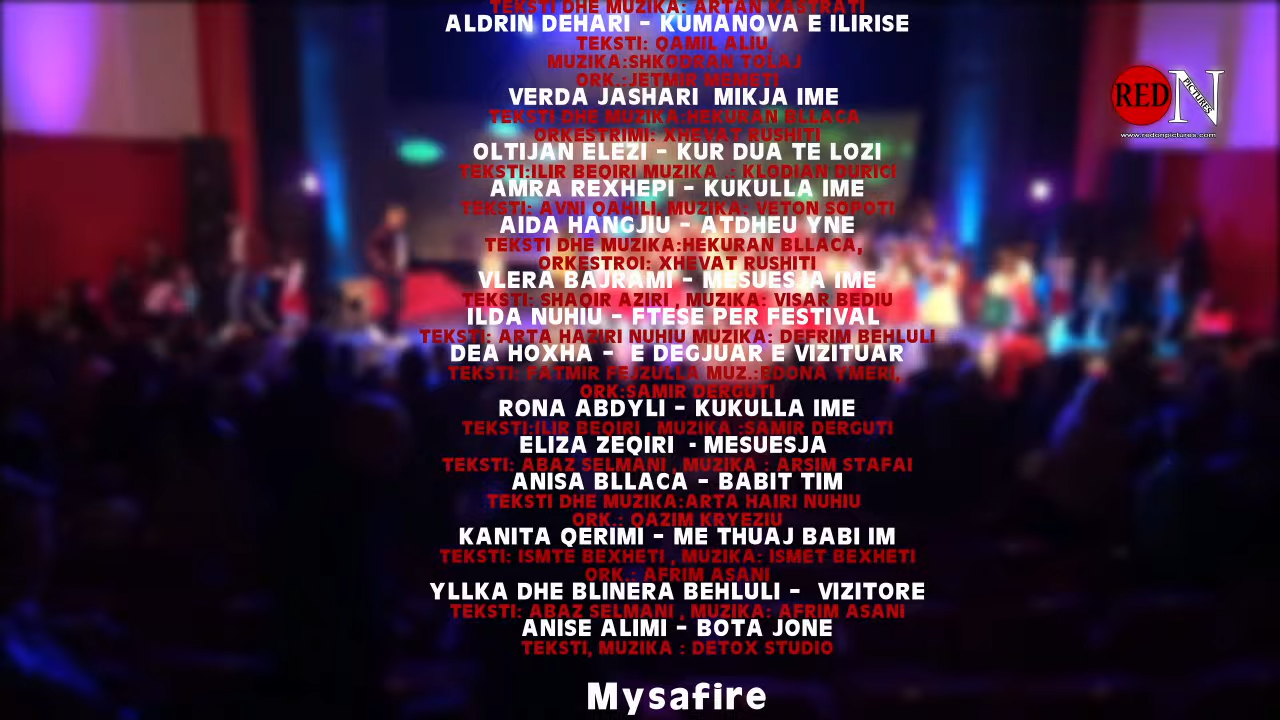 TEKSTI DHE MUZIKA: ARTAN KASTRATI
ALDRIN DEHARI - KUMANOVA E ILIRISE
TEKSTI: QAMIL ALIU,
MUZIKA:SHKODRAN TOLAJ
ORK.:JETMIR MEMETI
VERDA JASHARI MIKJA IME
TEKSTI DHE MUZIKA:HEKURAN BLLACA
ORKESTRIMI: XHEVAT RUSHITI
OLTIJAN ELEZI - KUR DUA TE LOZI
TEKSTI:ILIR BEQIRI MUZIKA .: KLODIAN DURICI
AMRA REXHEPI - KUKULLA IME
TEKSTI: AVNI QAHILI, MUZIKA: VETON SOPOTI
AIDA HANGJIU - ATDHEU YNE
TEKSTI DHE MUZIKA:HEKURAN BLLACA,
ORKESTROI: XHEVAT RUSHITI
VLERA BAJRAMI - MESUESJA IME
TEKSTI: SHAQIR AZIRI , MUZIKA: VISAR BEDIU
ILDA NUHIU - FTESE PER FESTIVAL
TEKSTI: ARTA HAZIRI NUHIU MUZIKA: DEFRIM BEHLULI
DEA HOXHA - E DEGJUAR E VIZITUAR
TEKSTI: FATMIR FEJZULLA MUZ.:EDONA YMERI,
ORK:SAMIR DERGUTI
RONA ABDYLI - KUKULLA IME
TEKSTI:ILIR BEQIRI , MUZIKA :SAMIR DERGUTI
ELIZA ZEQIRI - MESUESJA
TEKSTI: ABAZ SELMANI , MUZIKA : ARSIM STAFAI
ANISA BLLACA - BABIT TIM
TEKSTI DHE MUZIKA:ARTA HAIRI NUHIU
ORK.: QAZIM KRYEZIU
KANITA QERIMI - ME THUAJ BABI IM
TEKSTI: ISMTE BEXHETI , MUZIKA: ISMET BEXHETI
ORK.: AFRIM ASANI
YLLKA DHE BLINERA BEHLULI - VIZITORE
TEKSTI: ABAZ SELMANI , MUZIKA: AFRIM ASANI
ANISE ALIMI - BOTA JONE
TEKSTI, MUZIKA : DETOX STUDIO
Mysafire
RED N PICTURES
www.redonpictures.com